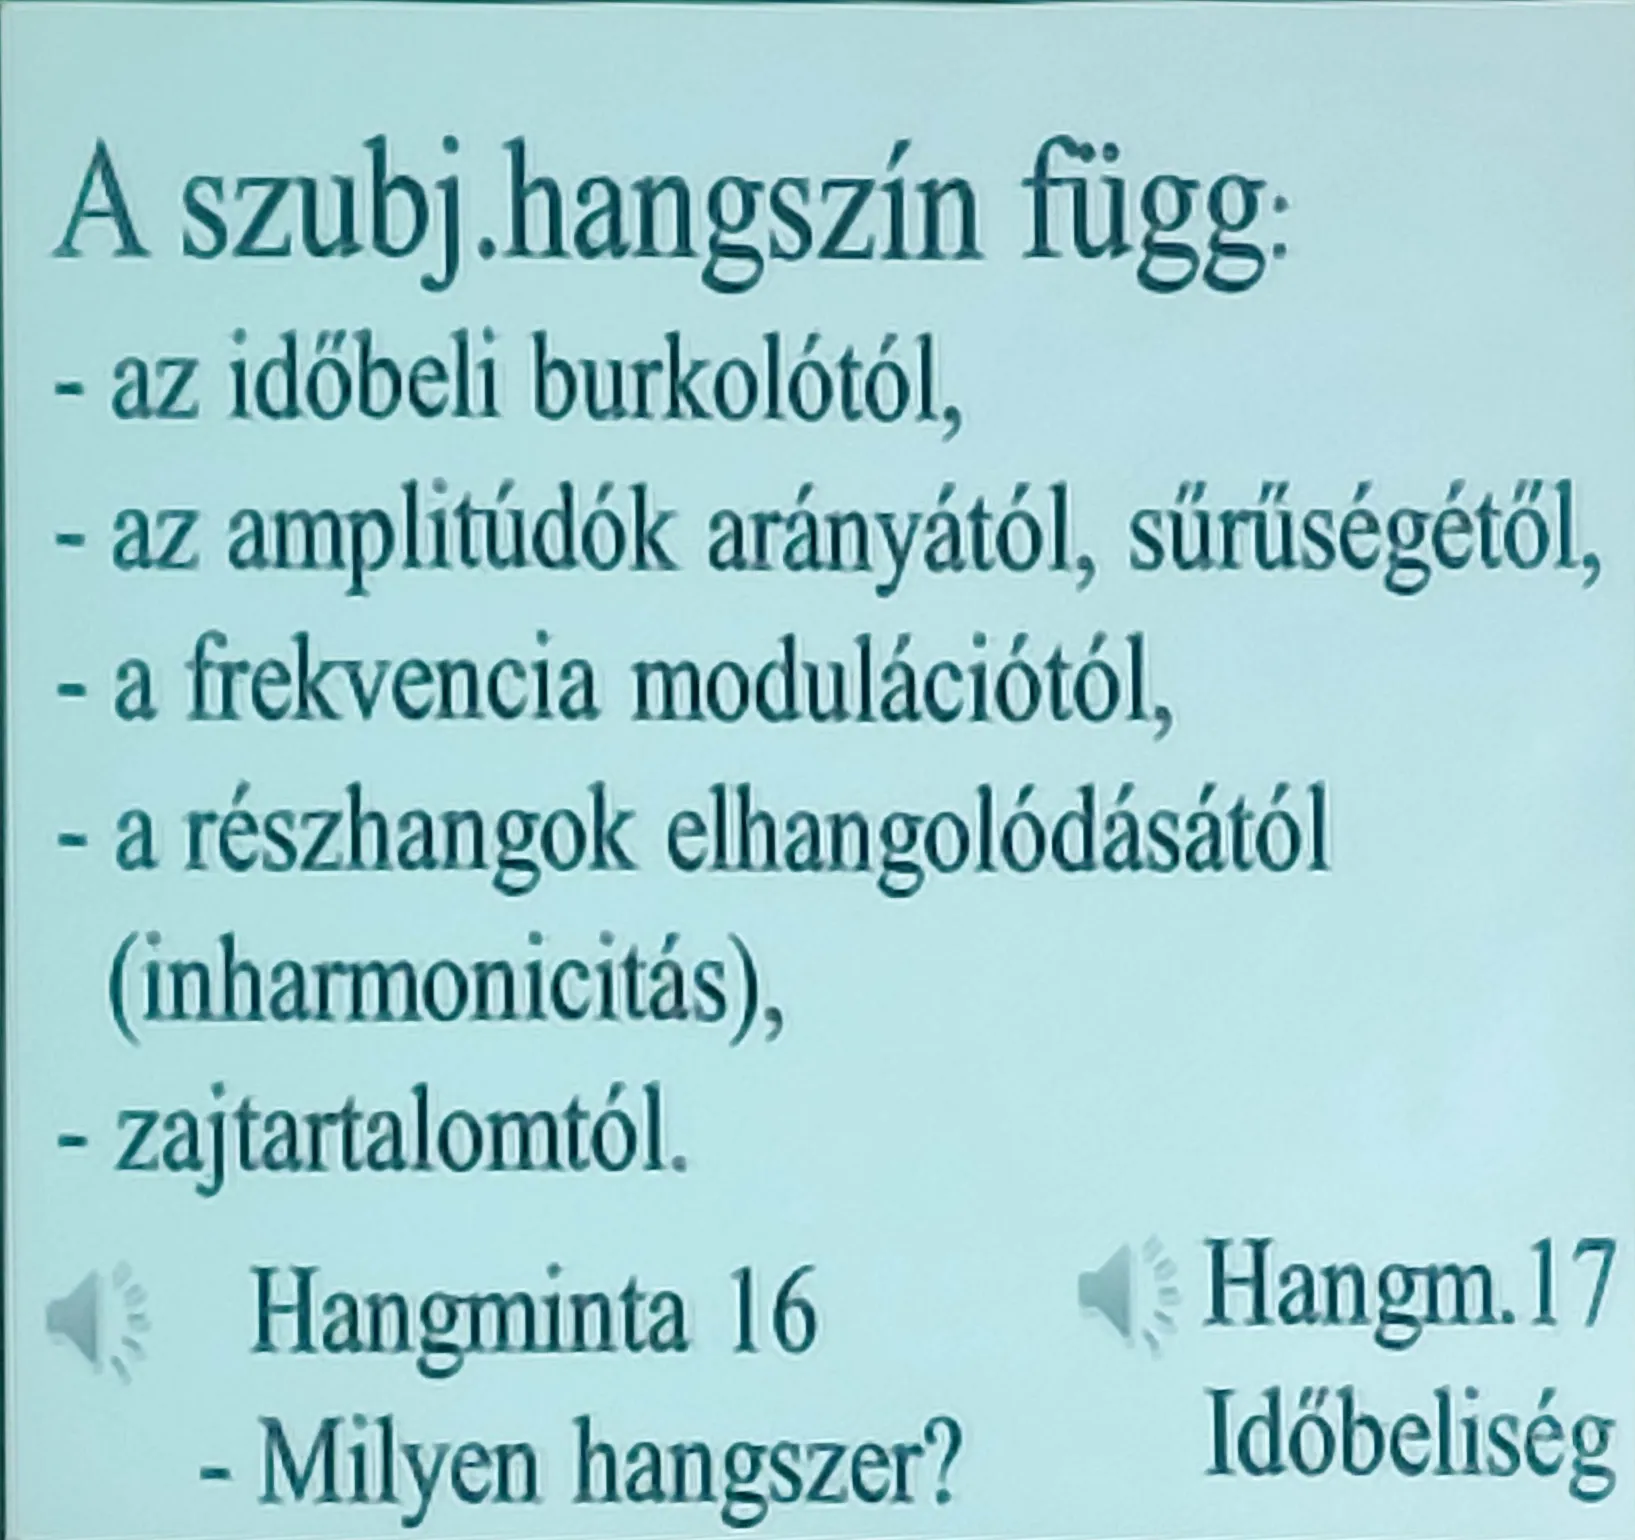 A szubj.hangszín függ:
- az időbeli burkolótól,
- az amplitúdók arányától, sűrűségétől,
- a frekvencia modulációtól,
- a részhangok elhangolódásától
(inharmonicitás),
- zajtartalomtól.
Hangminta 16
- Milyen hangszer?
Hangm.17
Időbeliség